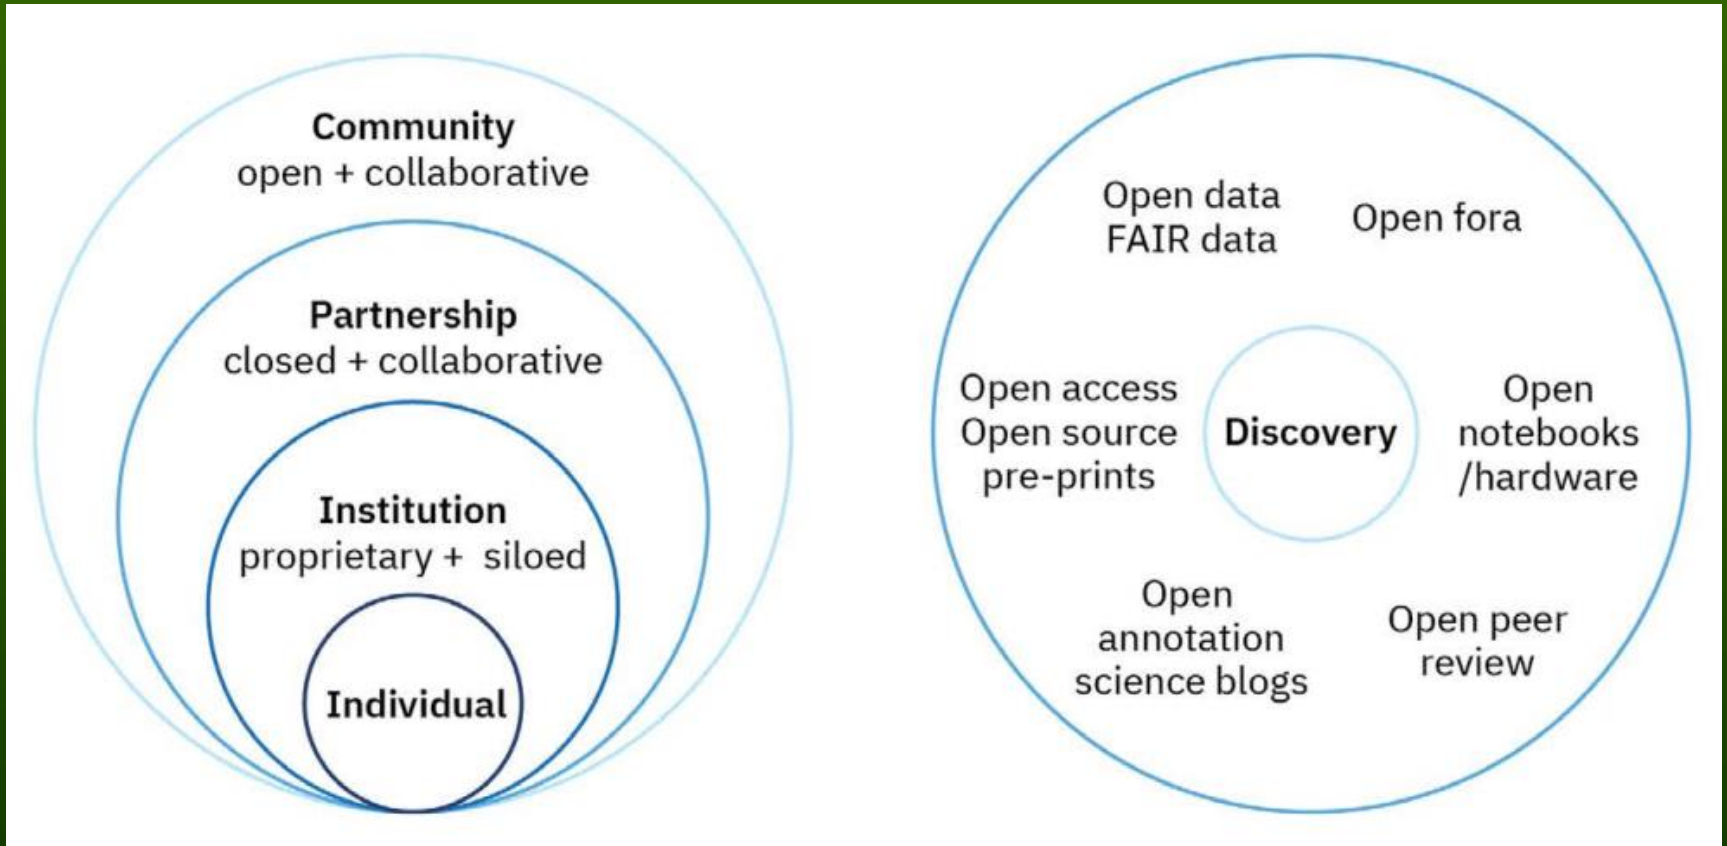 Community
open + collaborative
Partnership
closed + collaborative
Institution
proprietary + siloed
Individual
Open data
FAIR data
Open fora
Open access
Open source
pre-prints
Discovery
Open
notebooks
/hardware
Open
annotation
science blogs
Open peer
review